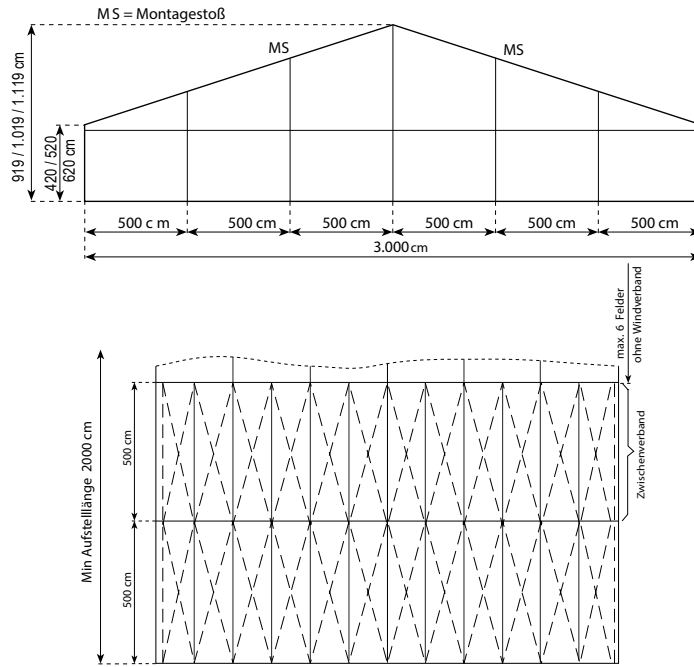 MS = Montagestoß
MS
MS
919 / 1.019 / 1.119 cm
420 / 520
620 cm
500 c m
500 cm
500 cm
500 cm
500 cm
500 cm
3.000 cm
max. 6 Felder
ohne Windverband
Min Aufstelllänge 2000 cm
500 cm
Zwischenverband
500 cm